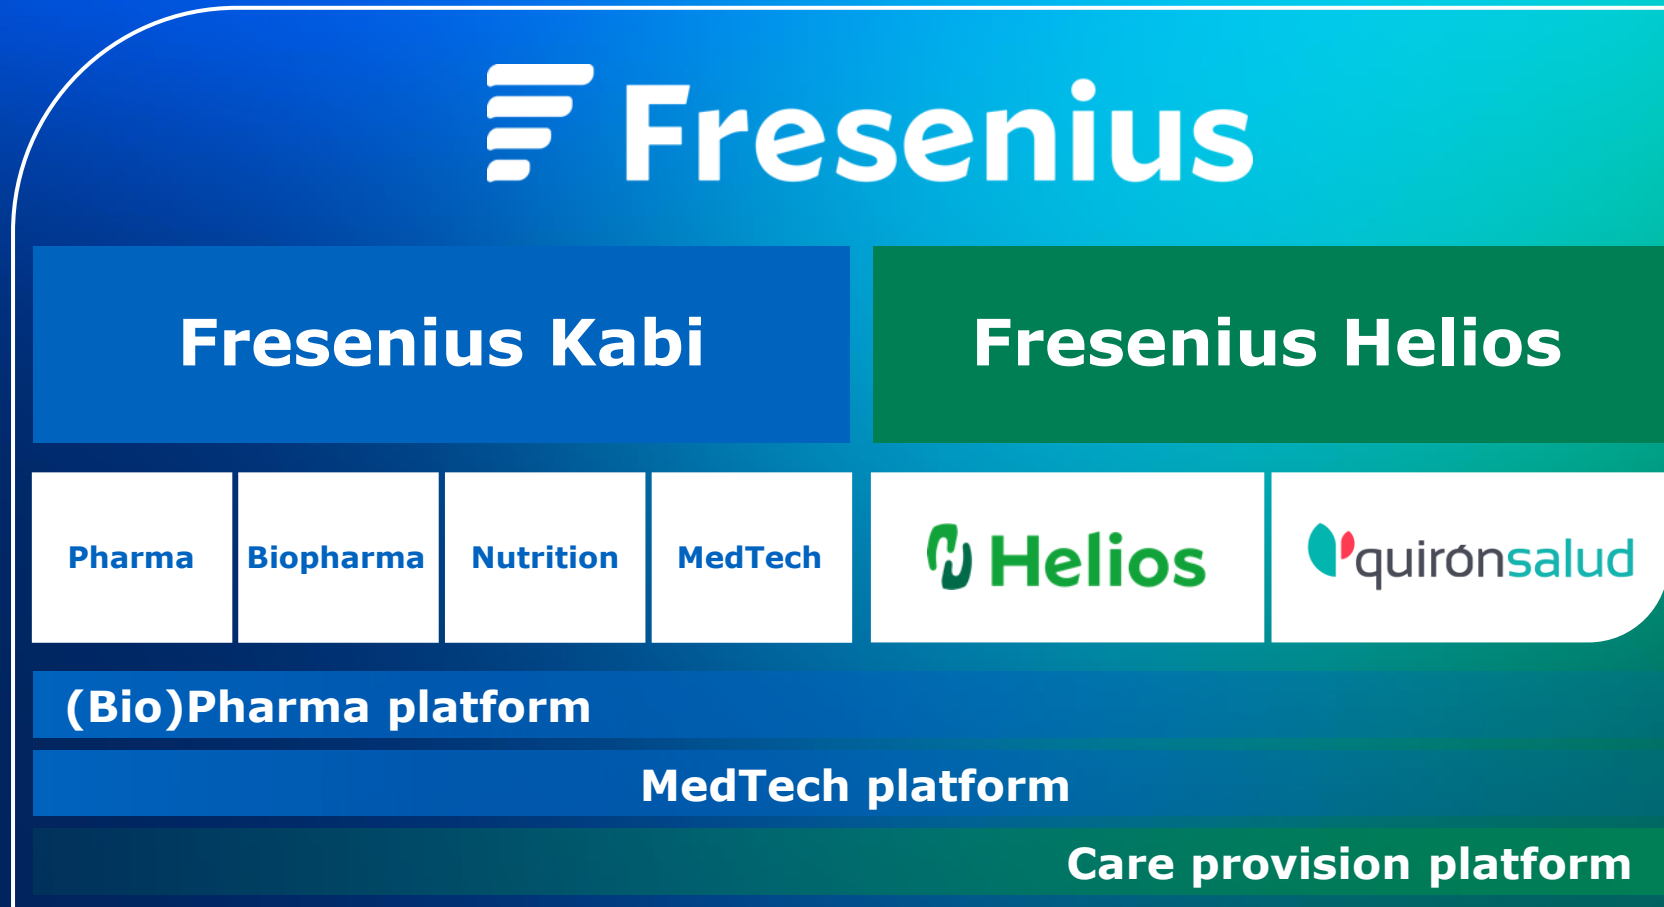 Fresenius
Fresenius Kabi
Fresenius Helios
Pharma
Biopharma
Nutrition
MedTech
Helios
quirónsalud
(Bio)Pharma platform
MedTech platform
Care provision platform